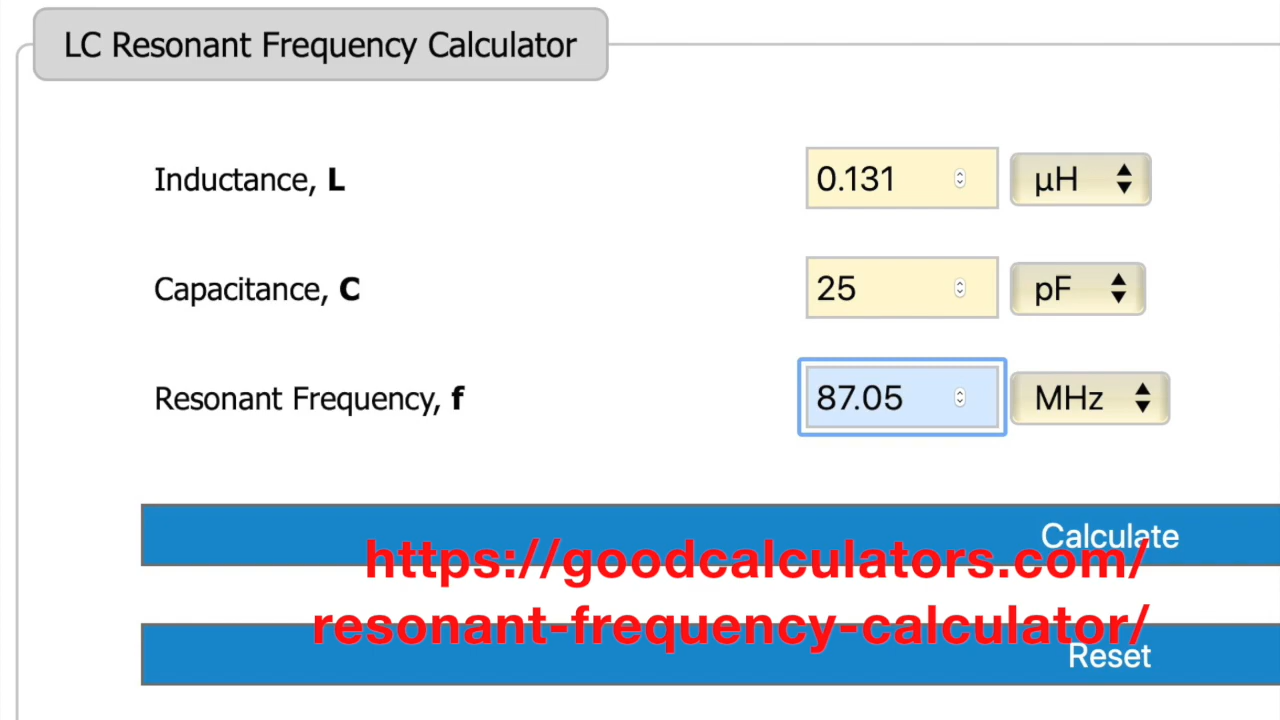 LC Resonant Frequency Calculator
Inductance, L 0.131 µH
Capacitance, C 25 pF
Resonant Frequency, f 87.05 MHz
Calculate
https://goodcalculators.com/
resonant-frequency-calculator/
Reset